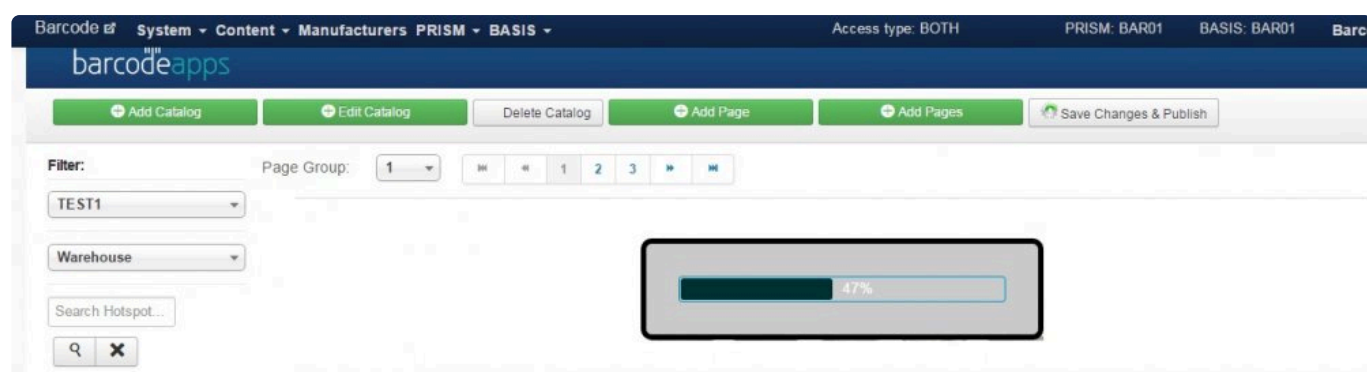 Barcode System Content Manufacturers PRISM BASIS Access type: BOTH PRISM: BAR01 BASIS: BAR01 Barc
barcodeapps
Add Catalog Edit Catalog Delete Catalog Add Page Add Pages Save Changes & Publish
Filter: Page Group: 1 1 2 3
TEST1
Warehouse
47%
Search Hotspot...